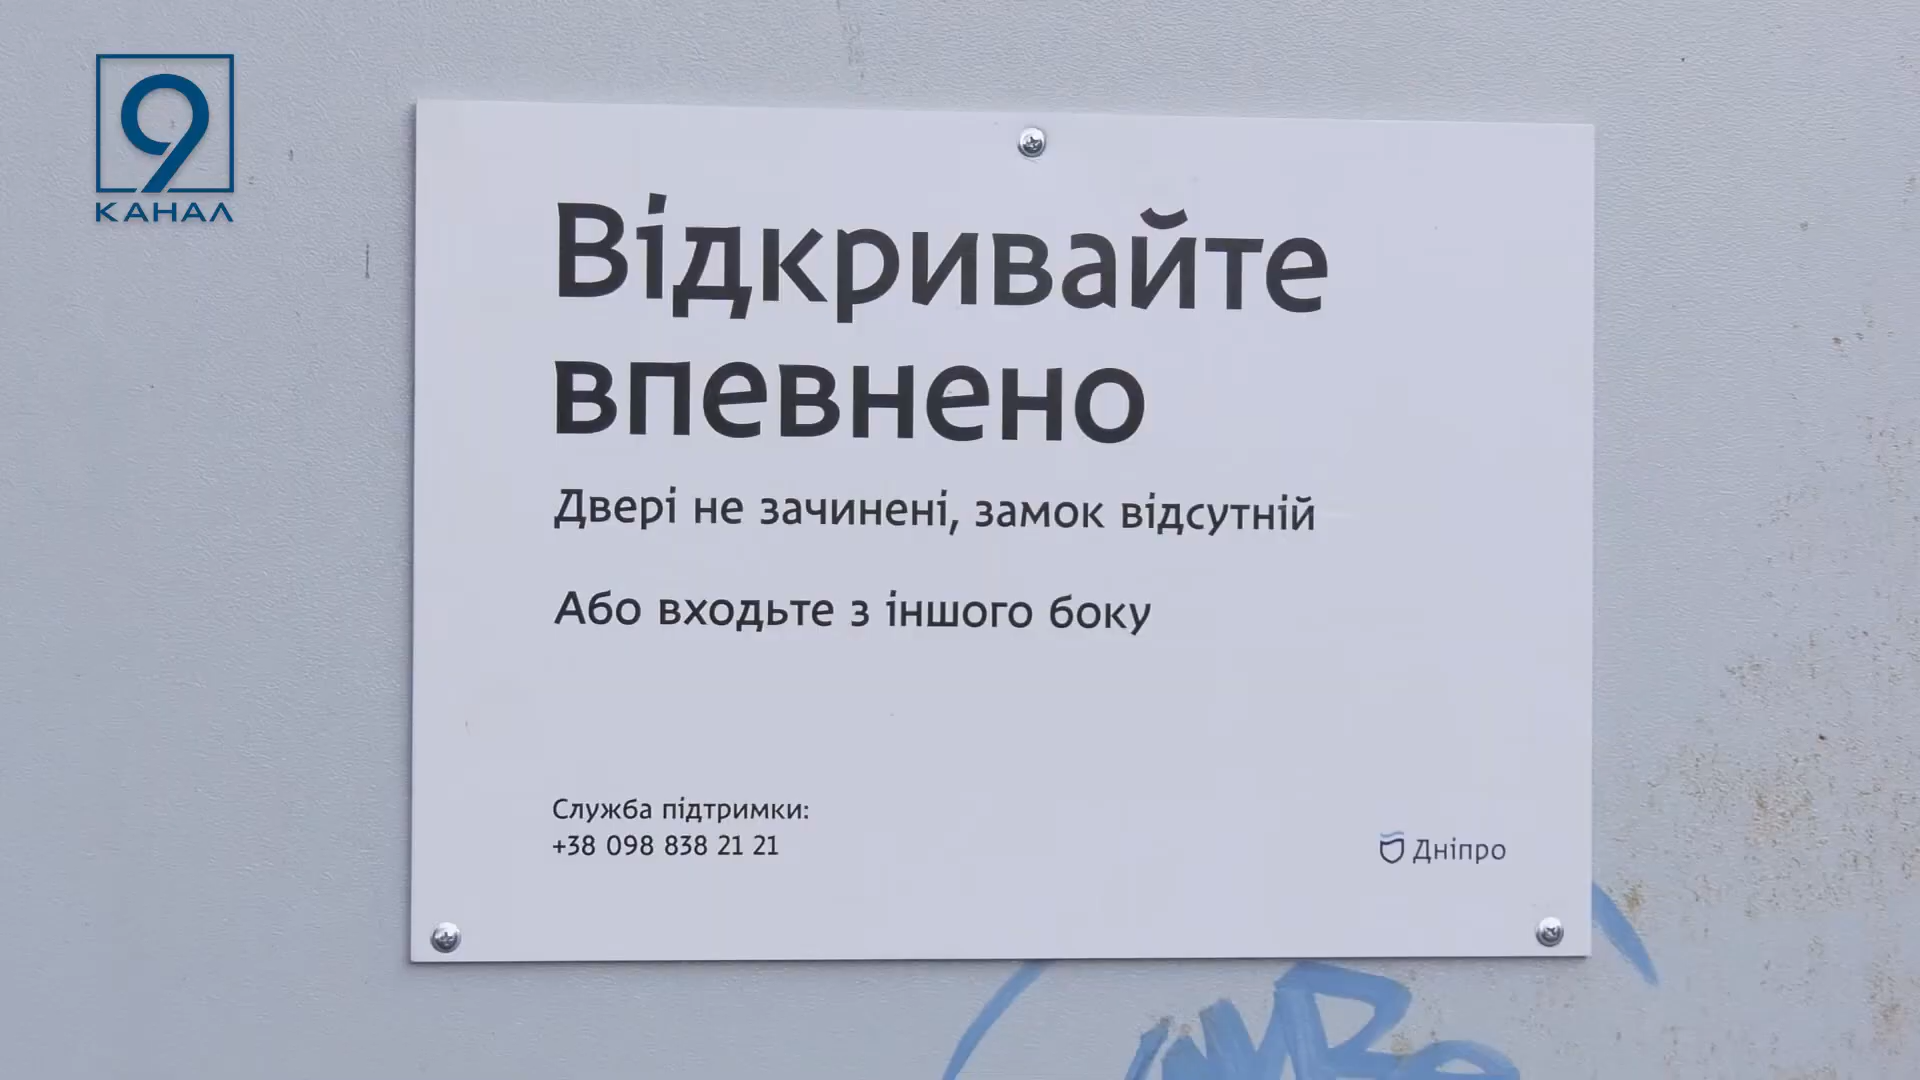 9
КАНАЛ
Відкривайте
впевнено
Двері не зачинені, замок відсутній
Або входьте з іншого боку
Служба підтримки:
+38 098 838 21 21
Дніпро